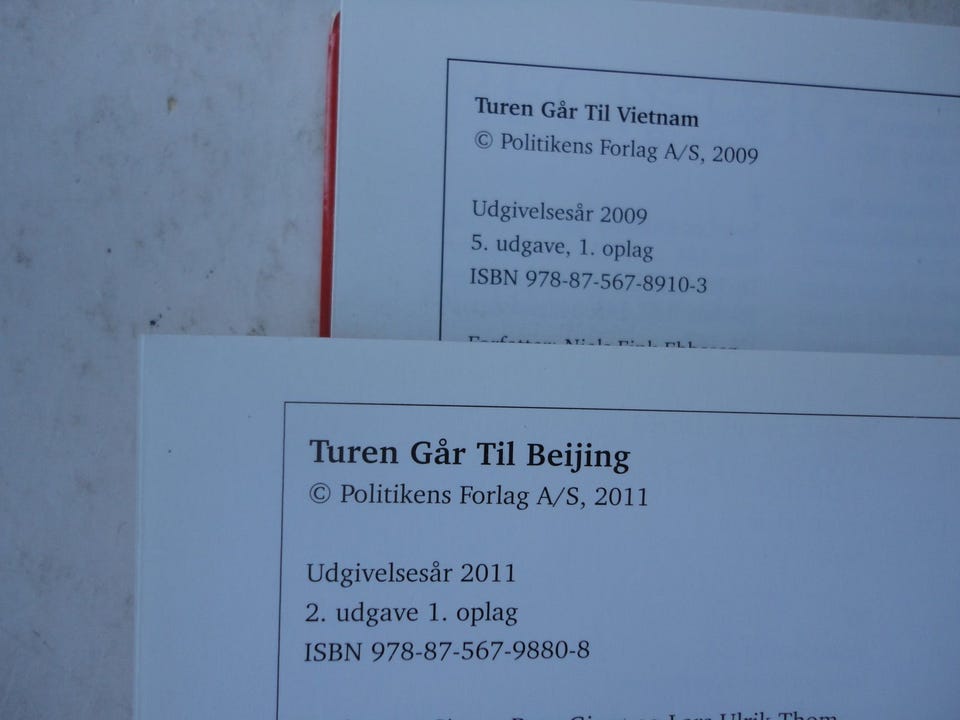 Turen Går Til Vietnam
© Politikens Forlag A/S, 2009
Udgivelsesår 2009
5. udgave, 1. oplag
ISBN 978-87-567-8910-3
Turen Går Til Beijing
© Politikens Forlag A/S, 2011
Udgivelsesår 2011
2. udgave 1. oplag
ISBN 978-87-567-9880-8